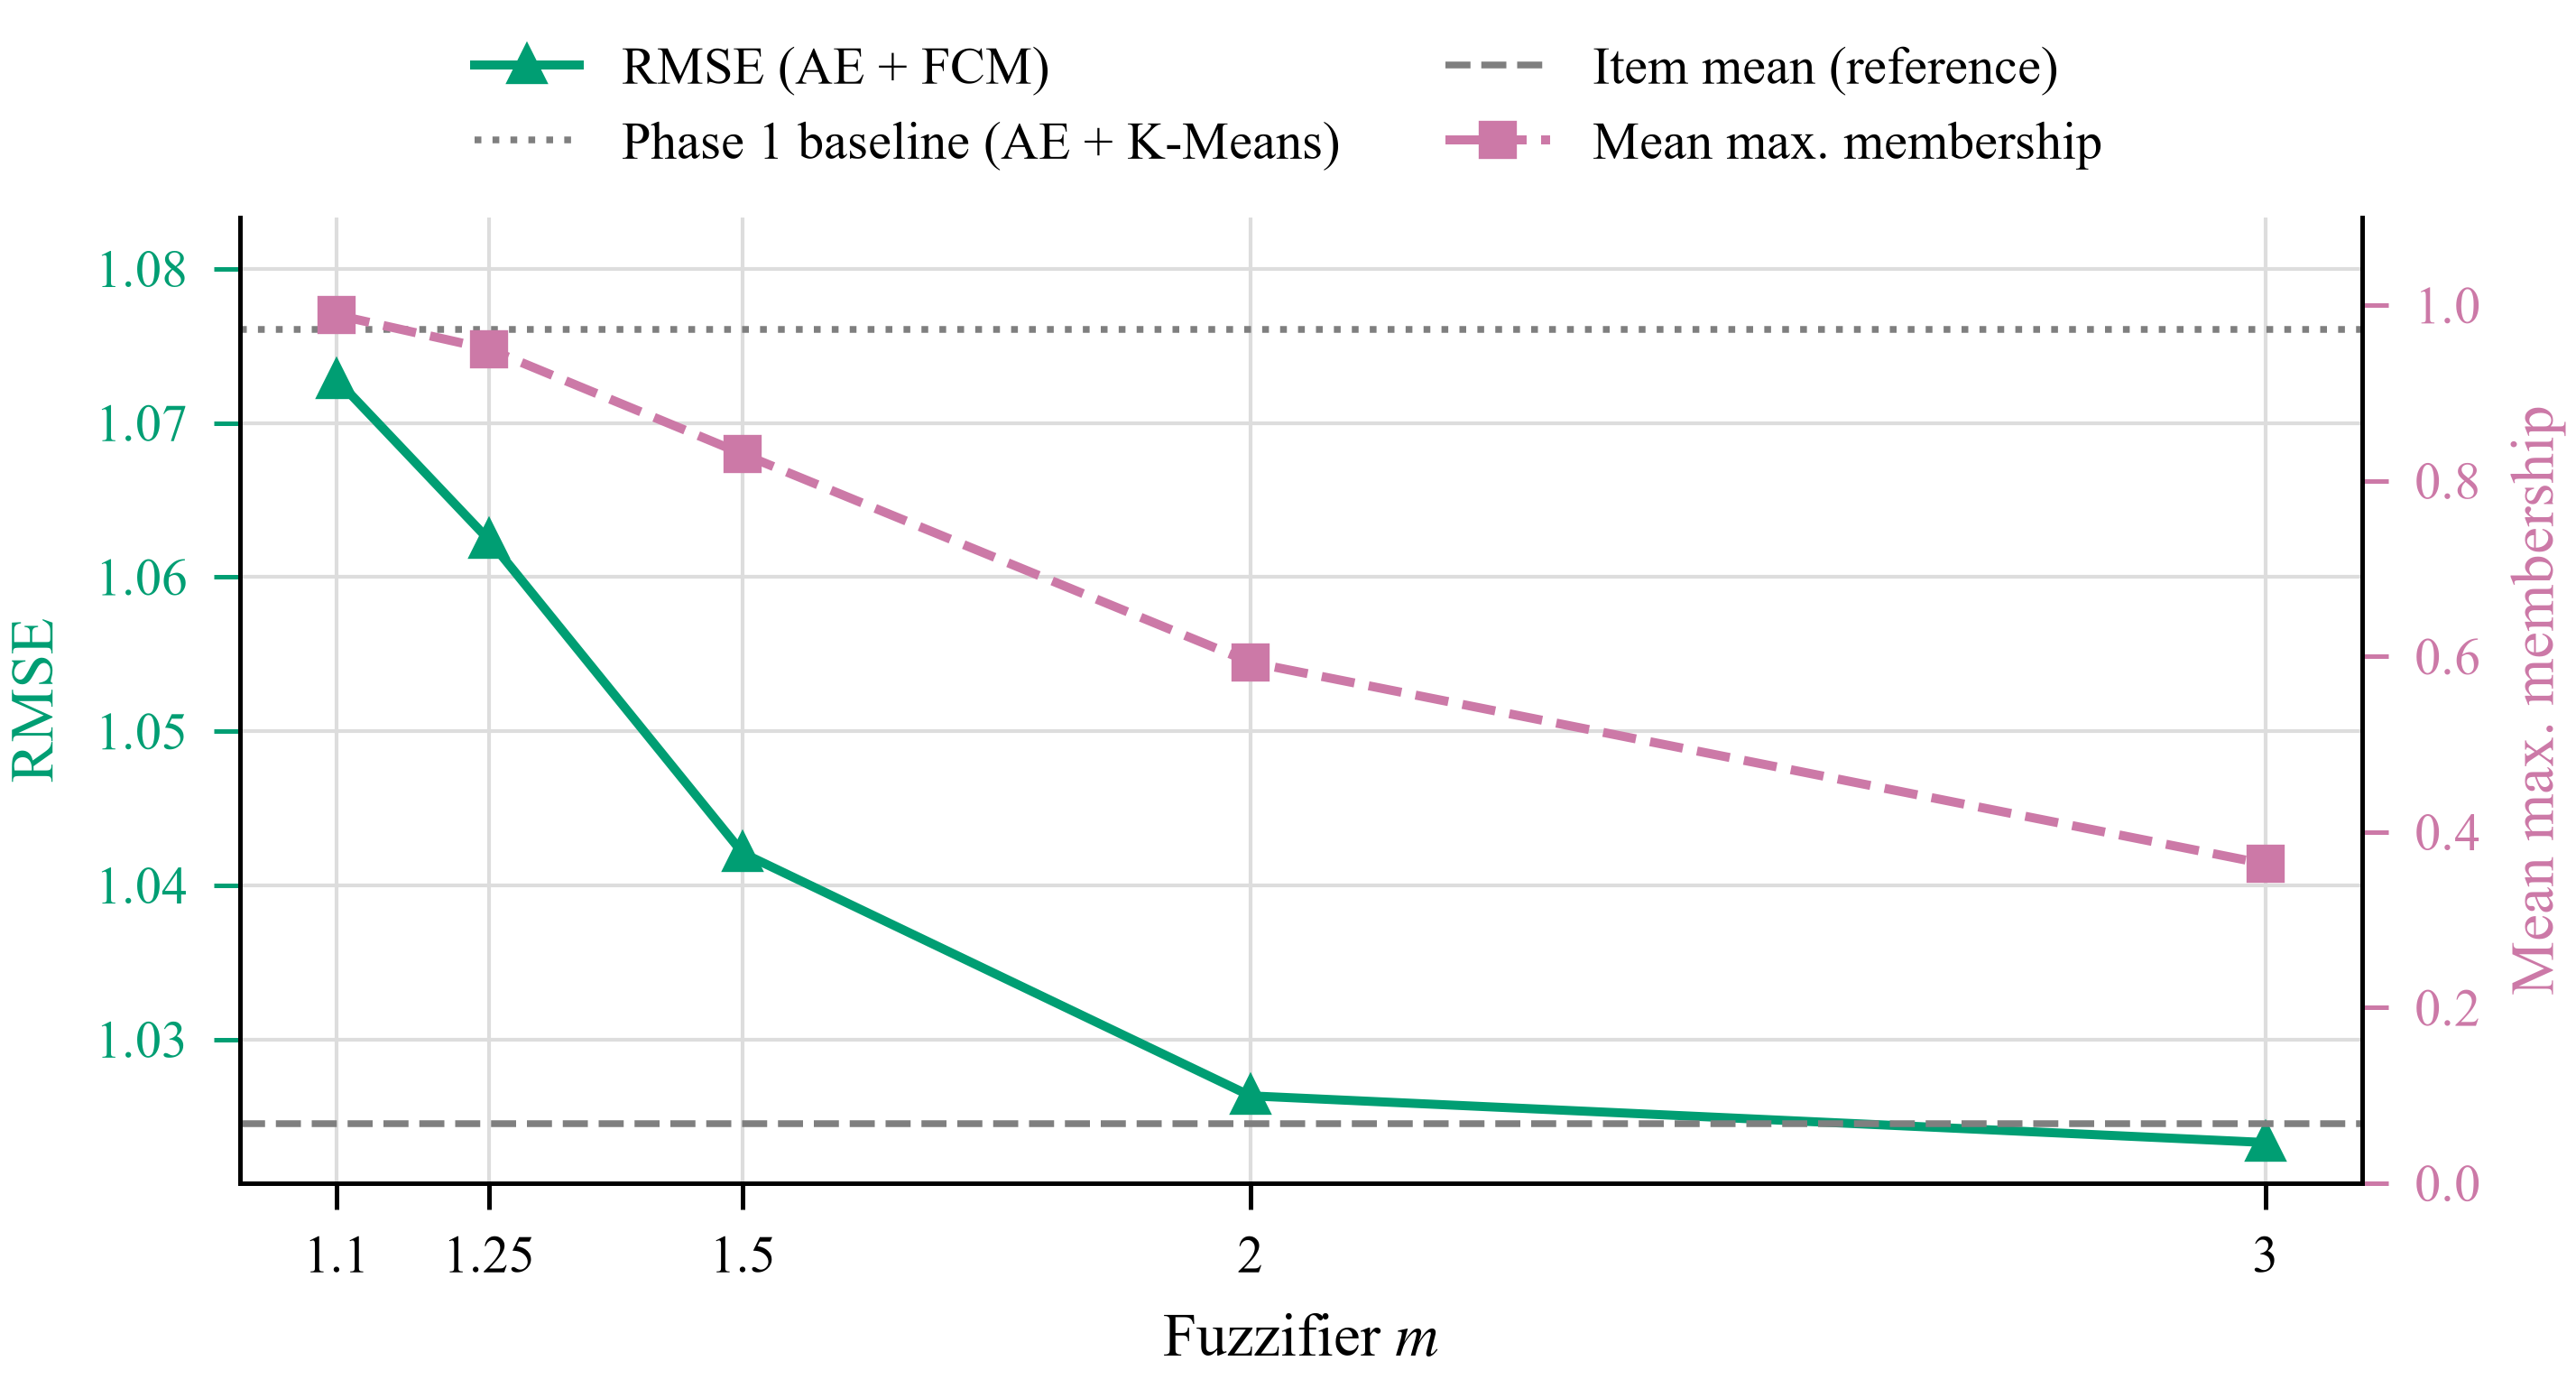 RMSE (AE + FCM)
Phase 1 baseline (AE + K-Means)
Item mean (reference)
Mean max. membership
RMSE
1.08
1.07
1.06
1.05
1.04
1.03
1.0
0.8
0.6
0.4
0.2
0.0
Mean max. membership
1.1 1.25 1.5 2 3
Fuzzifier m